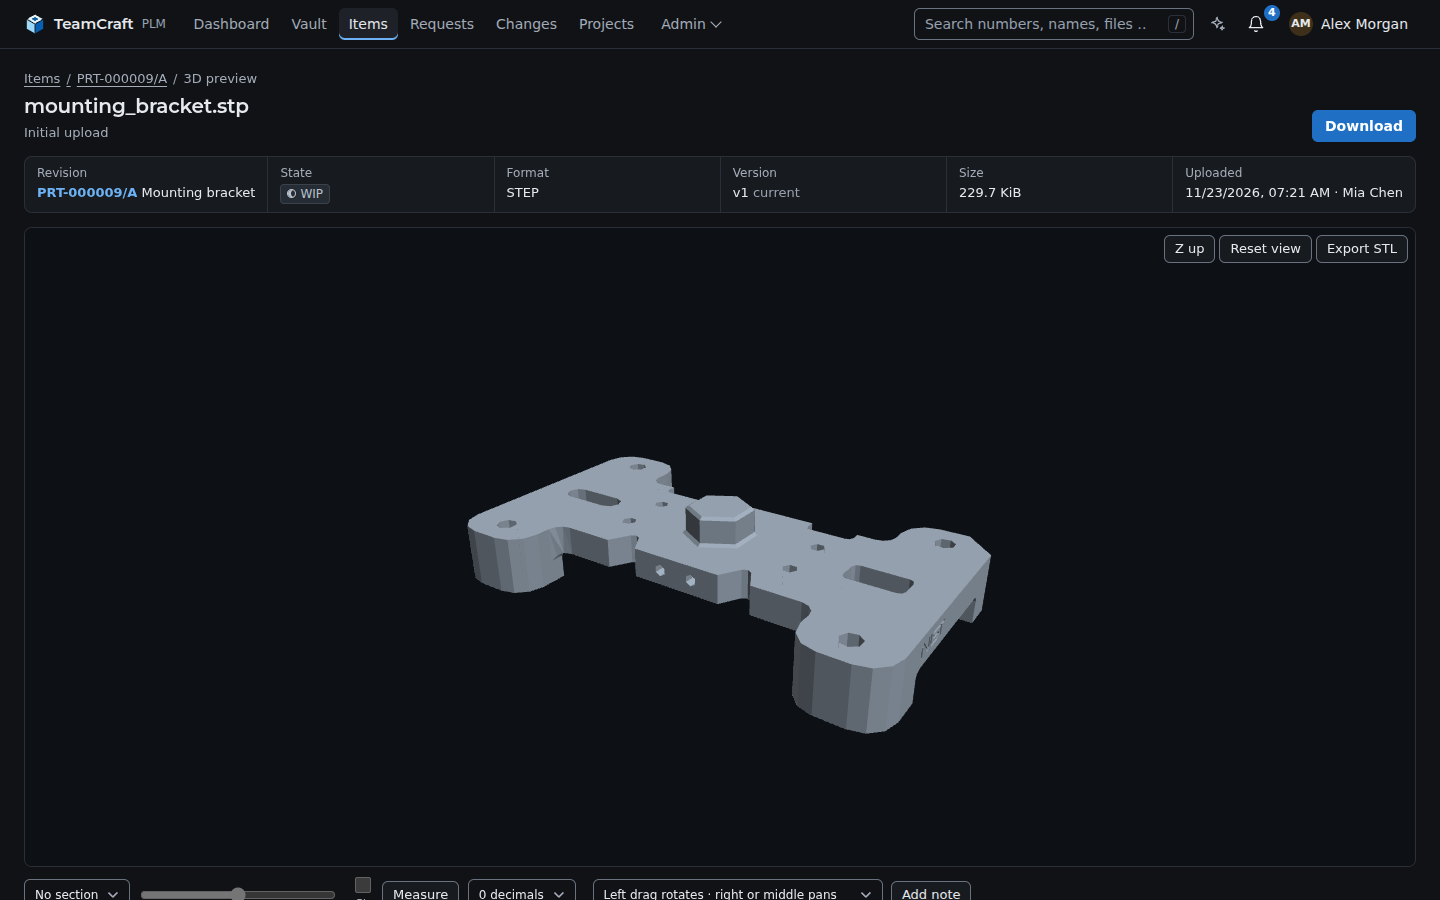 TeamCraft PLM
Dashboard
Vault
Items
Requests
Changes
Projects
Admin
Search numbers, names, files ..
/
4
AM
Alex Morgan
Items / PRT-000009/A / 3D preview
mounting_bracket.stp
Initial upload
Download
Revision
PRT-000009/A Mounting bracket
State
WIP
Format
STEP
Version
v1 current
Size
229.7 KiB
Uploaded
11/23/2026, 07:21 AM · Mia Chen
Z up
Reset view
Export STL
No section
Measure
0 decimals
Left drag rotates · right or middle pans
Add note